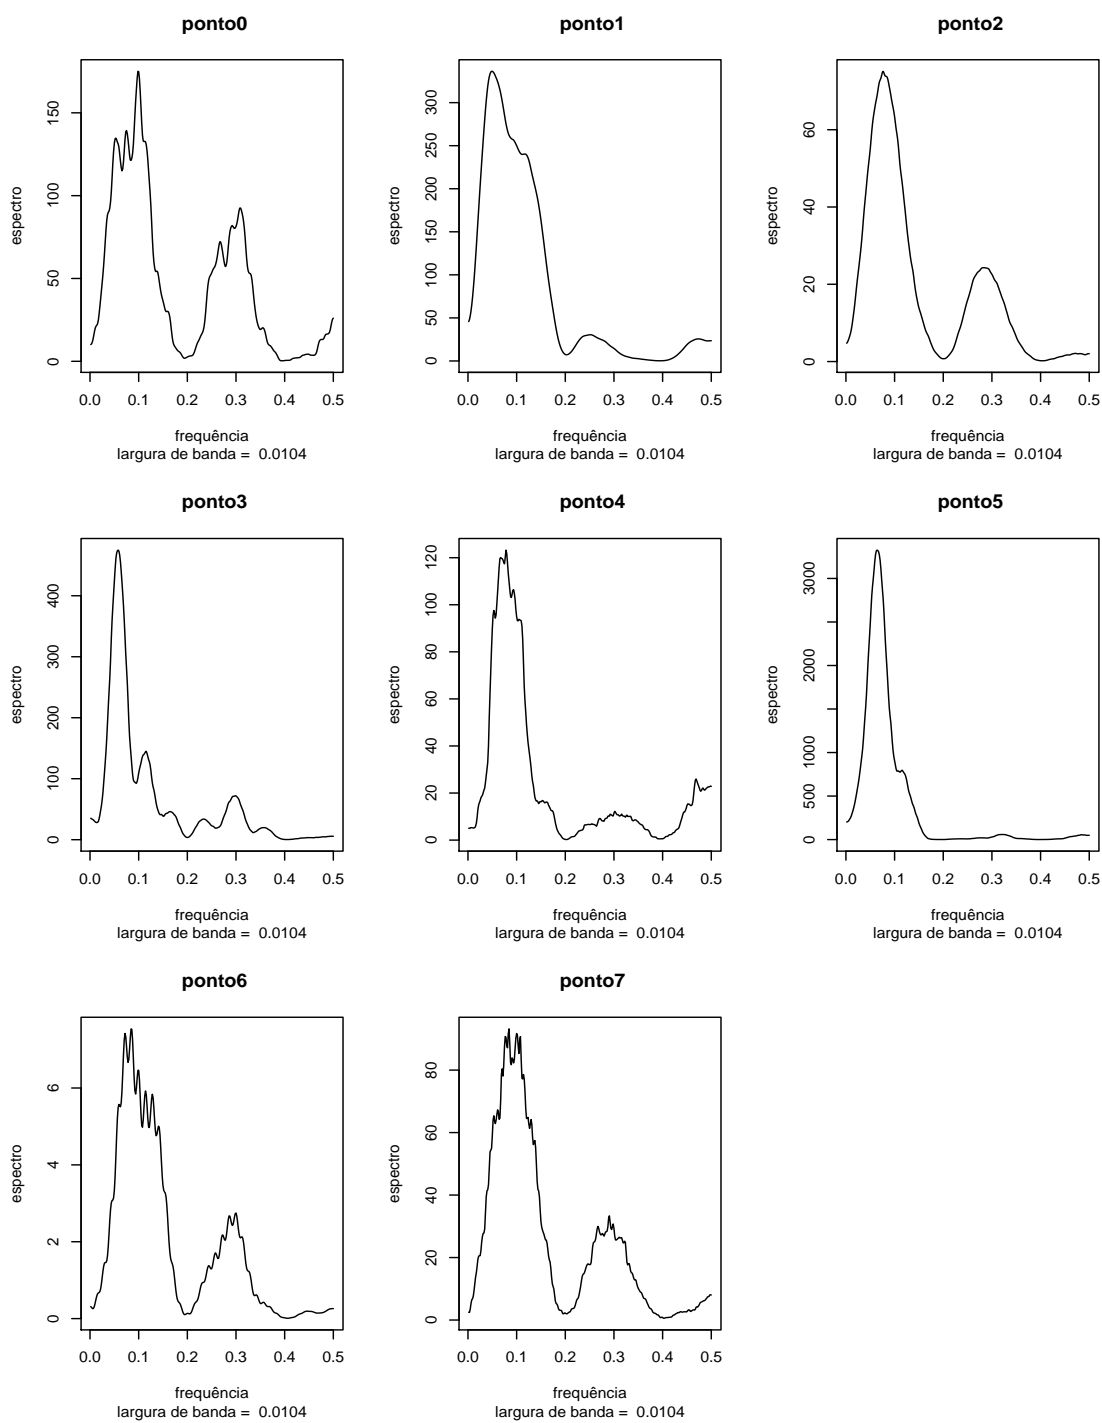 ponto0
ponto1
ponto2
espectro
0
50
100
150
0.0 0.1 0.2 0.3 0.4 0.5
frequência
largura de banda = 0.0104
espectro
0
50
100
150
200
250
300
0.0 0.1 0.2 0.3 0.4 0.5
frequência
largura de banda = 0.0104
espectro
0
20
40
60
0.0 0.1 0.2 0.3 0.4 0.5
frequência
largura de banda = 0.0104
ponto3
ponto4
ponto5
espectro
0
100
200
300
400
0.0 0.1 0.2 0.3 0.4 0.5
frequência
largura de banda = 0.0104
espectro
0
20
40
60
80
100
120
0.0 0.1 0.2 0.3 0.4 0.5
frequência
largura de banda = 0.0104
espectro
0
500
1000
2000
3000
0.0 0.1 0.2 0.3 0.4 0.5
frequência
largura de banda = 0.0104
ponto6
ponto7
espectro
0
2
4
6
0.0 0.1 0.2 0.3 0.4 0.5
frequência
largura de banda = 0.0104
espectro
0
20
40
60
80
0.0 0.1 0.2 0.3 0.4 0.5
frequência
largura de banda = 0.0104